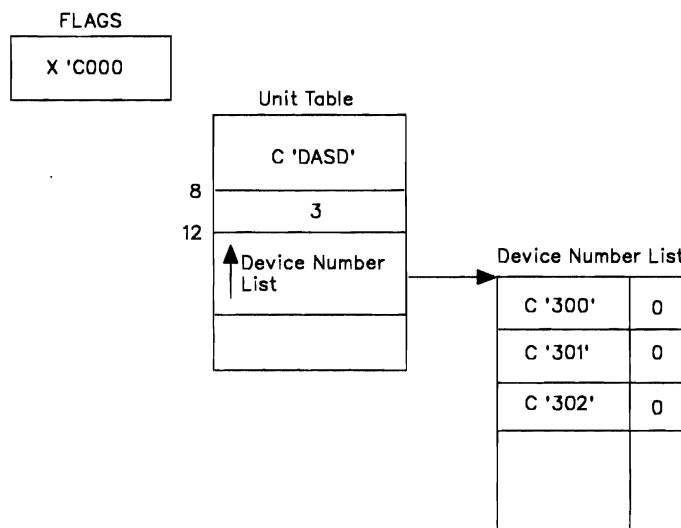 FLAGS
X 'C000
Unit Table
C 'DASD'
8
3
12
Device Number
List
Device Number List
C '300' 0
C '301' 0
C '302' 0